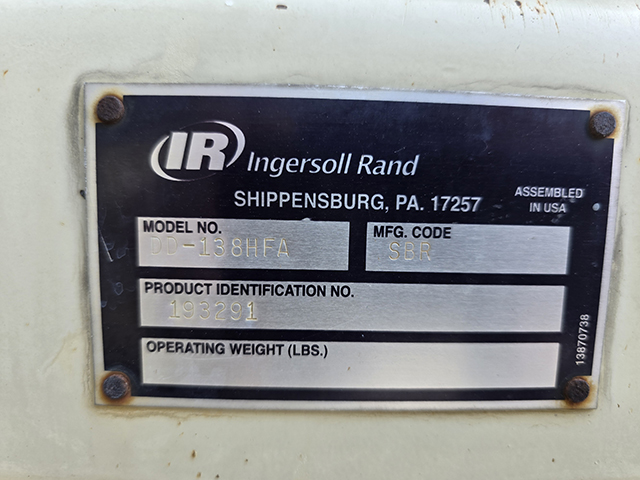 IR Ingersoll Rand
SHIPPENSBURG, PA. 17257
ASSEMBLED
IN USA
MODEL NO.
DD-138HFA
MFG. CODE
SBR
PRODUCT IDENTIFICATION NO.
193291
OPERATING WEIGHT (LBS.)
13870738